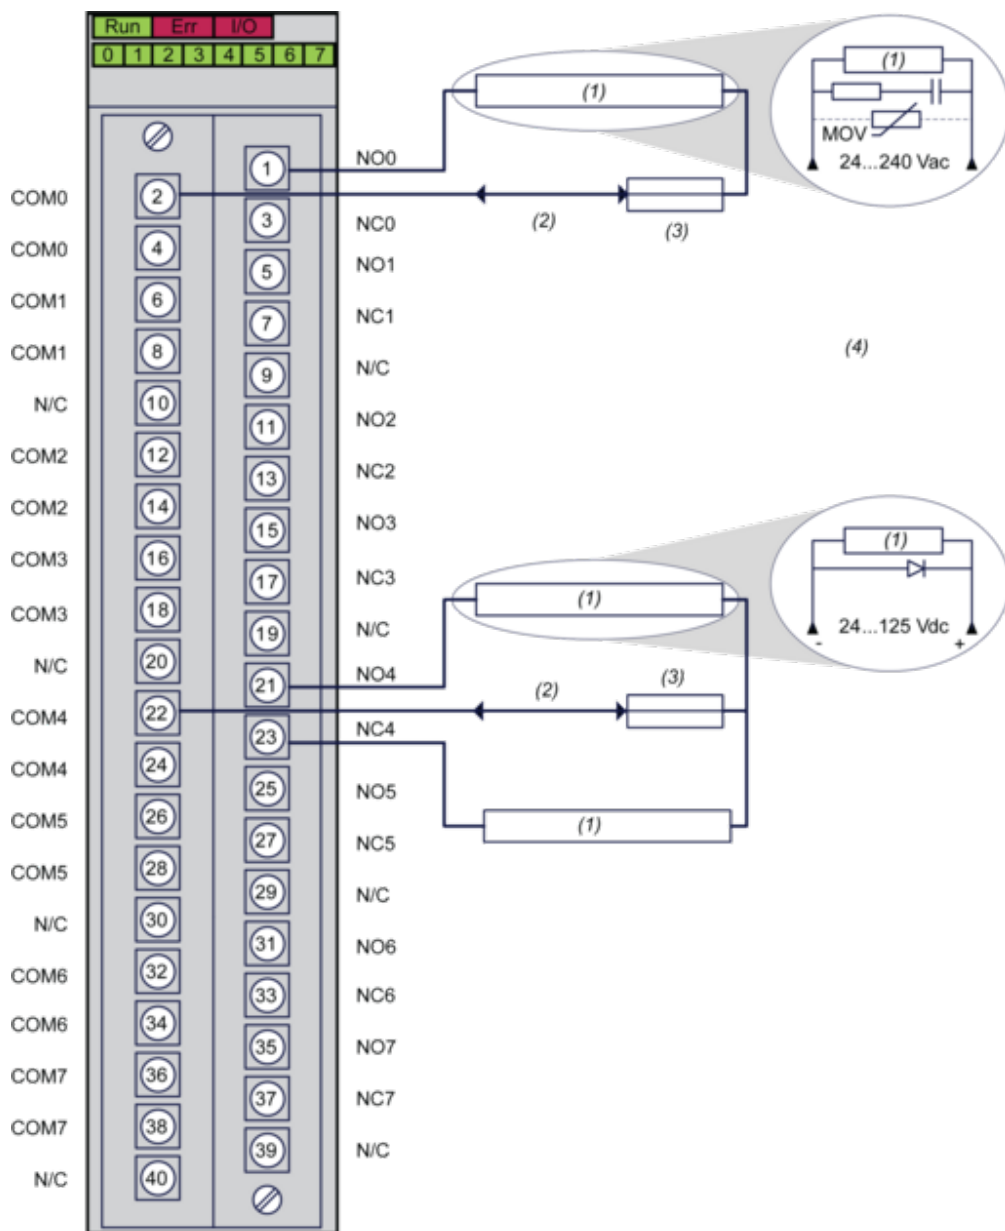 Run Err I/O
0 1 2 3 4 5 6 7
(1)
(1)
MOV
24...240 Vac
1 NO0
COM0 2
(2)
(3)
3 NC0
COM0 4
5 NO1
COM1 6
7 NC1
(4)
COM1 8
9 N/C
N/C 10
11 NO2
COM2 12
13 NC2
COM2 14
15 NO3
COM3 16
17 NC3
(1)
(1)
24...125 Vdc
- +
COM3 18
19 N/C
N/C 20
21 NO4
COM4 22
(2)
(3)
23 NC4
COM4 24
25 NO5
COM5 26
(1)
27 NC5
COM5 28
29 N/C
N/C 30
31 NO6
COM6 32
33 NC6
COM6 34
35 NO7
COM7 36
37 NC7
COM7 38
39 N/C
N/C 40